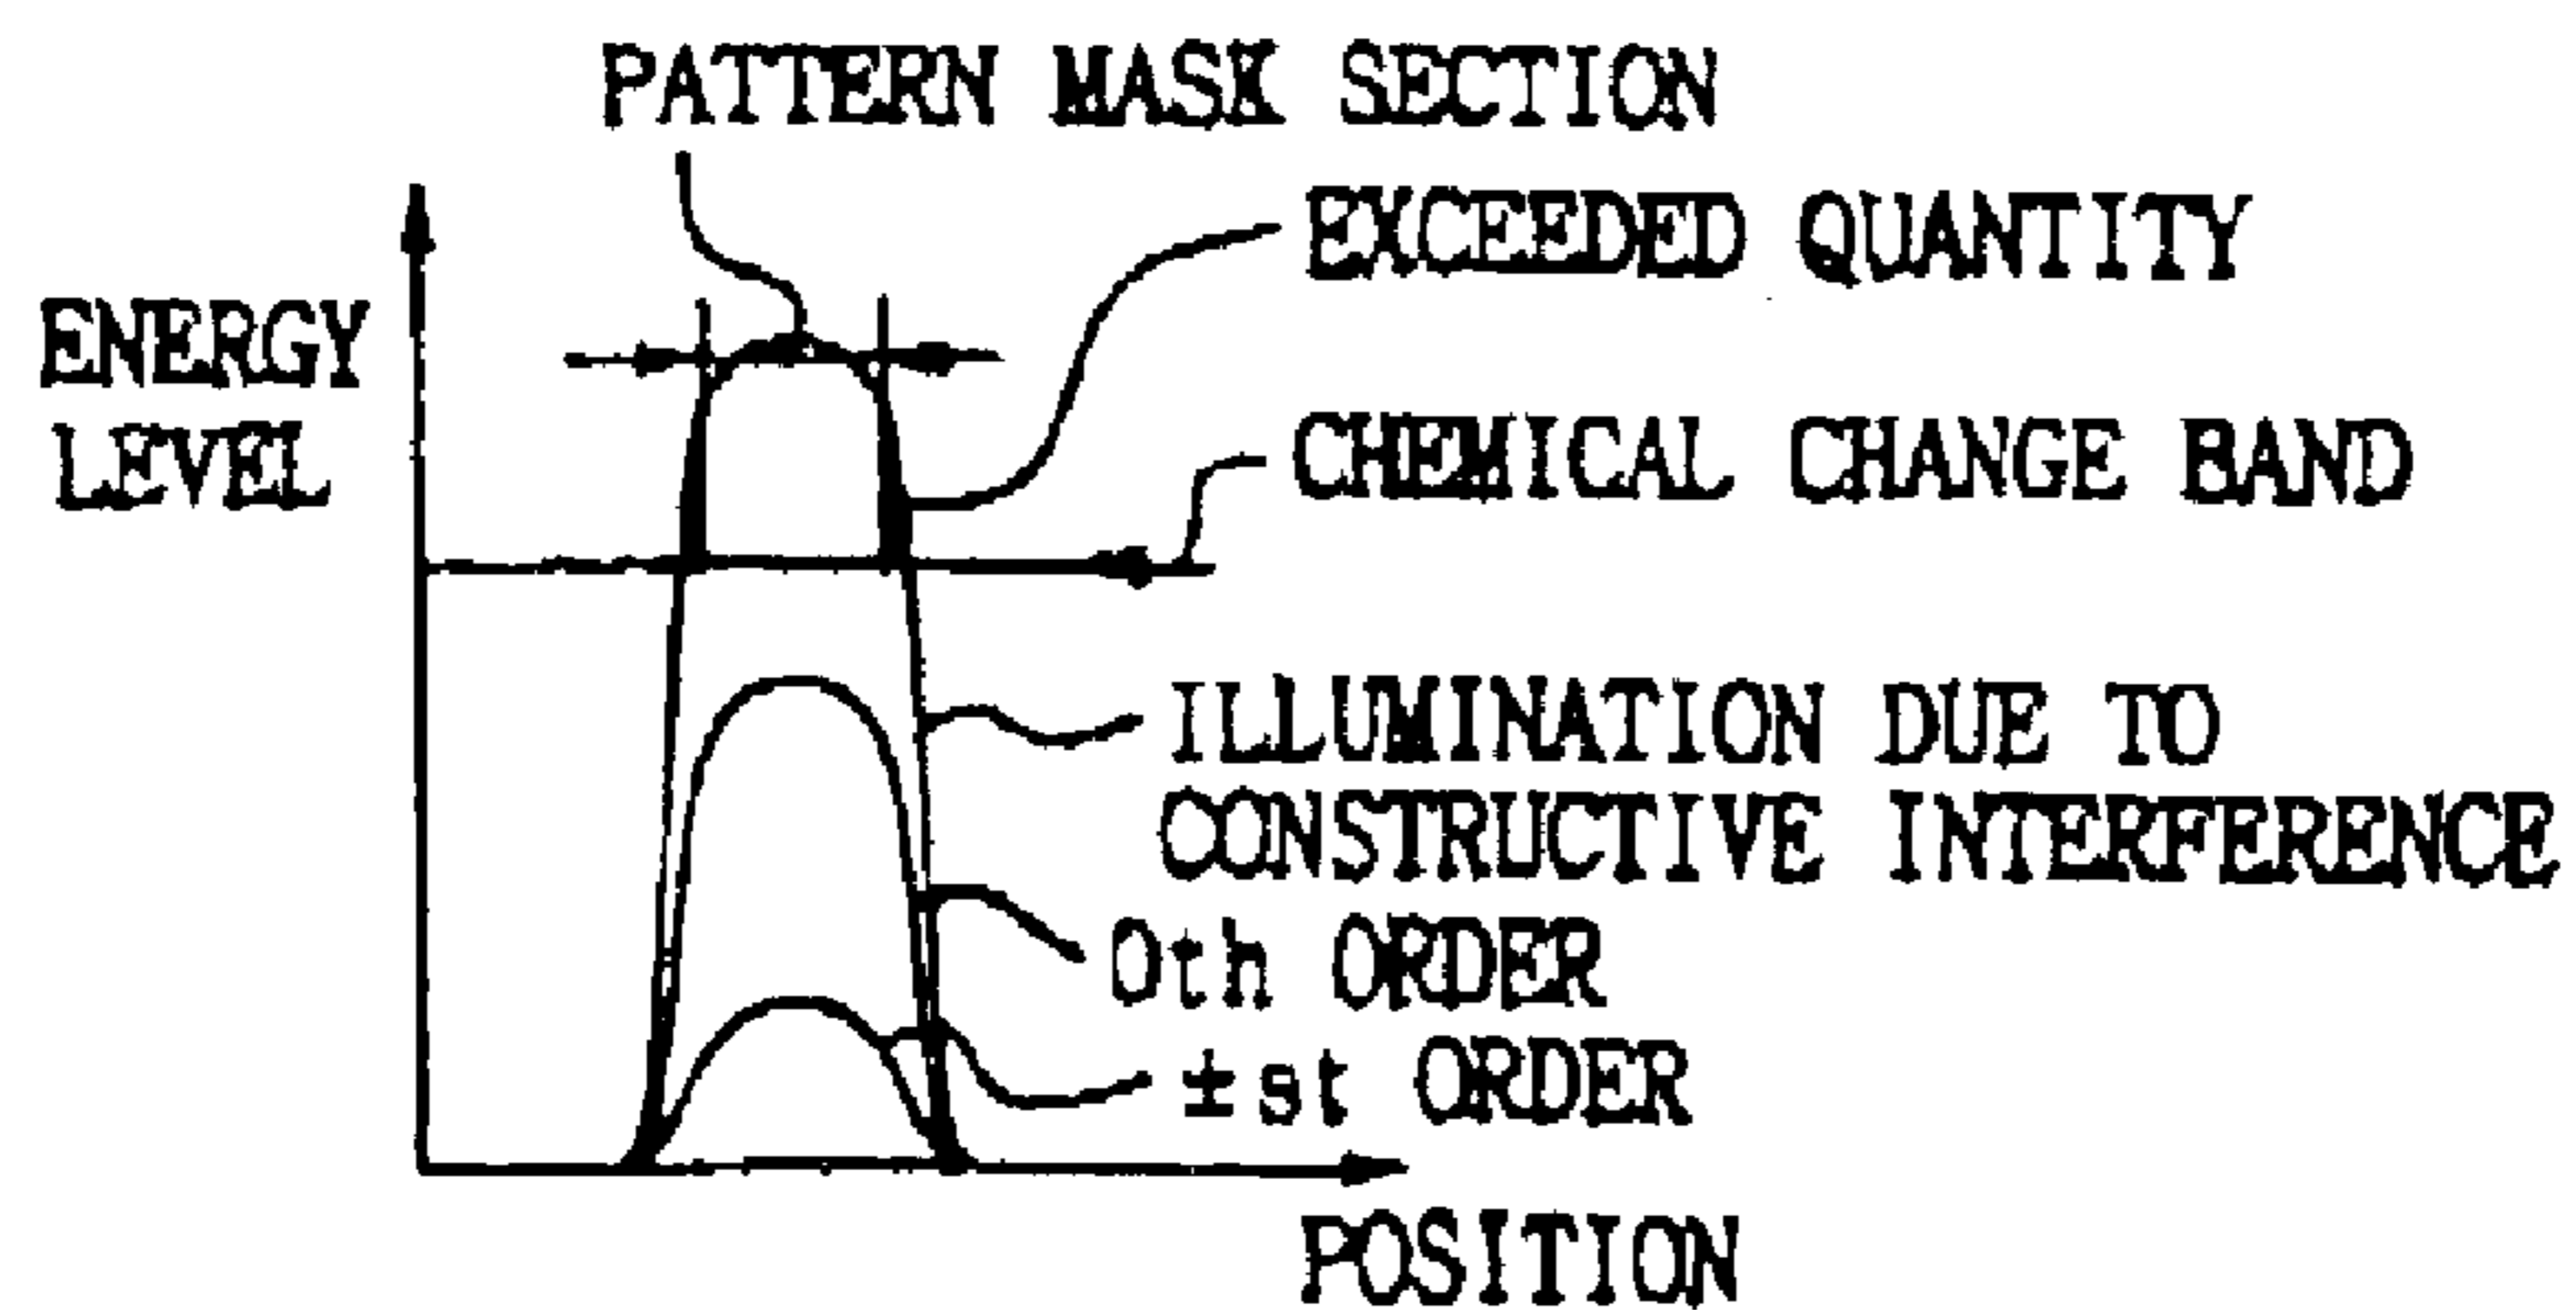 PATTERN MASK SECTION
EXCEEDED QUANTITY
ENERGY
LEVEL
CHEMICAL CHANGE BAND
ILLUMINATION DUE TO
CONSTRUCTIVE INTERFERENCE
0th ORDER
±st ORDER
POSITION